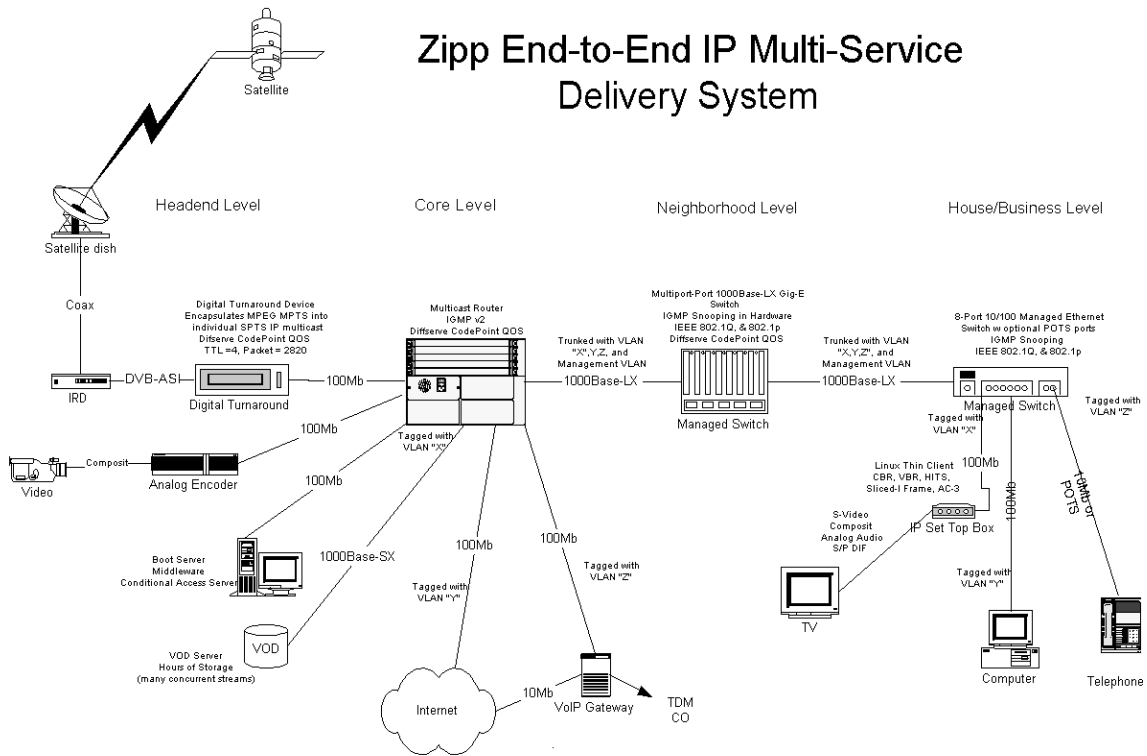 Zipp End-to-End IP Multi-Service
Delivery System
Satellite
Headend Level
Core Level
Neighborhood Level
House/Business Level
Satellite dish
Coax
Digital Turnaround Device
Encapsulates MPEG MPTS into
individual SPTS IP multicast
Difserve CodePoint QOS
TTL =4, Packet = 2820
Multicast Router
IGMP v2
Diffserve CodePoint QOS
Multiport-Port 1000Base-LX Gig-E
Switch
IGMP Snooping in Hardware
IEEE 802.1Q, & 802.1p
Diffserve CodePoint QOS
8-Port 10/100 Managed Ethernet
Switch w optional POTS ports
IGMP Snooping
IEEE 802.1Q, & 802.1p
Trunked with VLAN
"X",Y,Z, and
Management VLAN
Trunked with VLAN
"X,Y,Z", and
Management VLAN
IRD
DVB-ASI
Digital Turnaround
100Mb
1000Base-LX
Managed Switch
1000Base-LX
Managed Switch
Tagged with
VLAN "X"
Tagged with
VLAN "Z"
100Mb
Tagged with
VLAN "X"
Video
Composit
Analog Encoder
100Mb
Linux Thin Client
CBR, VBR, HITS,
Sliced-I Frame, AC-3
100Mb
100Mb
10Mb or
POTS
IP Set Top Box
S-Video
Composit
Analog Audio
S/P DIF
Boot Server
Middleware
Conditional Access Server
1000Base-SX
100Mb
100Mb
Tagged with
VLAN "Y"
Tagged with
VLAN "Z"
TV
Tagged with
VLAN "Y"
VOD Server
Hours of Storage
(many concurrent streams)
VOD
Internet
10Mb
VoIP Gateway
TDM
CO
Computer
Telephone